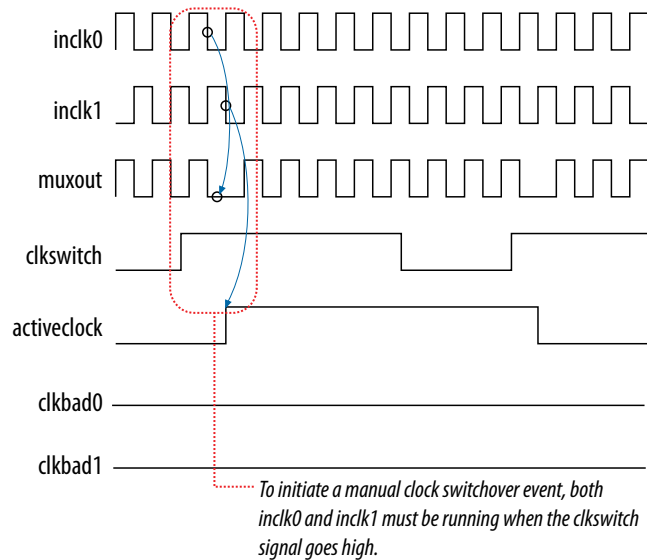 inclk0
inclk1
muxout
clkswitch
activeclock
clkbad0
clkbad1
To initiate a manual clock switchover event, both
inclk0 and inclk1 must be running when the clkswitch
signal goes high.